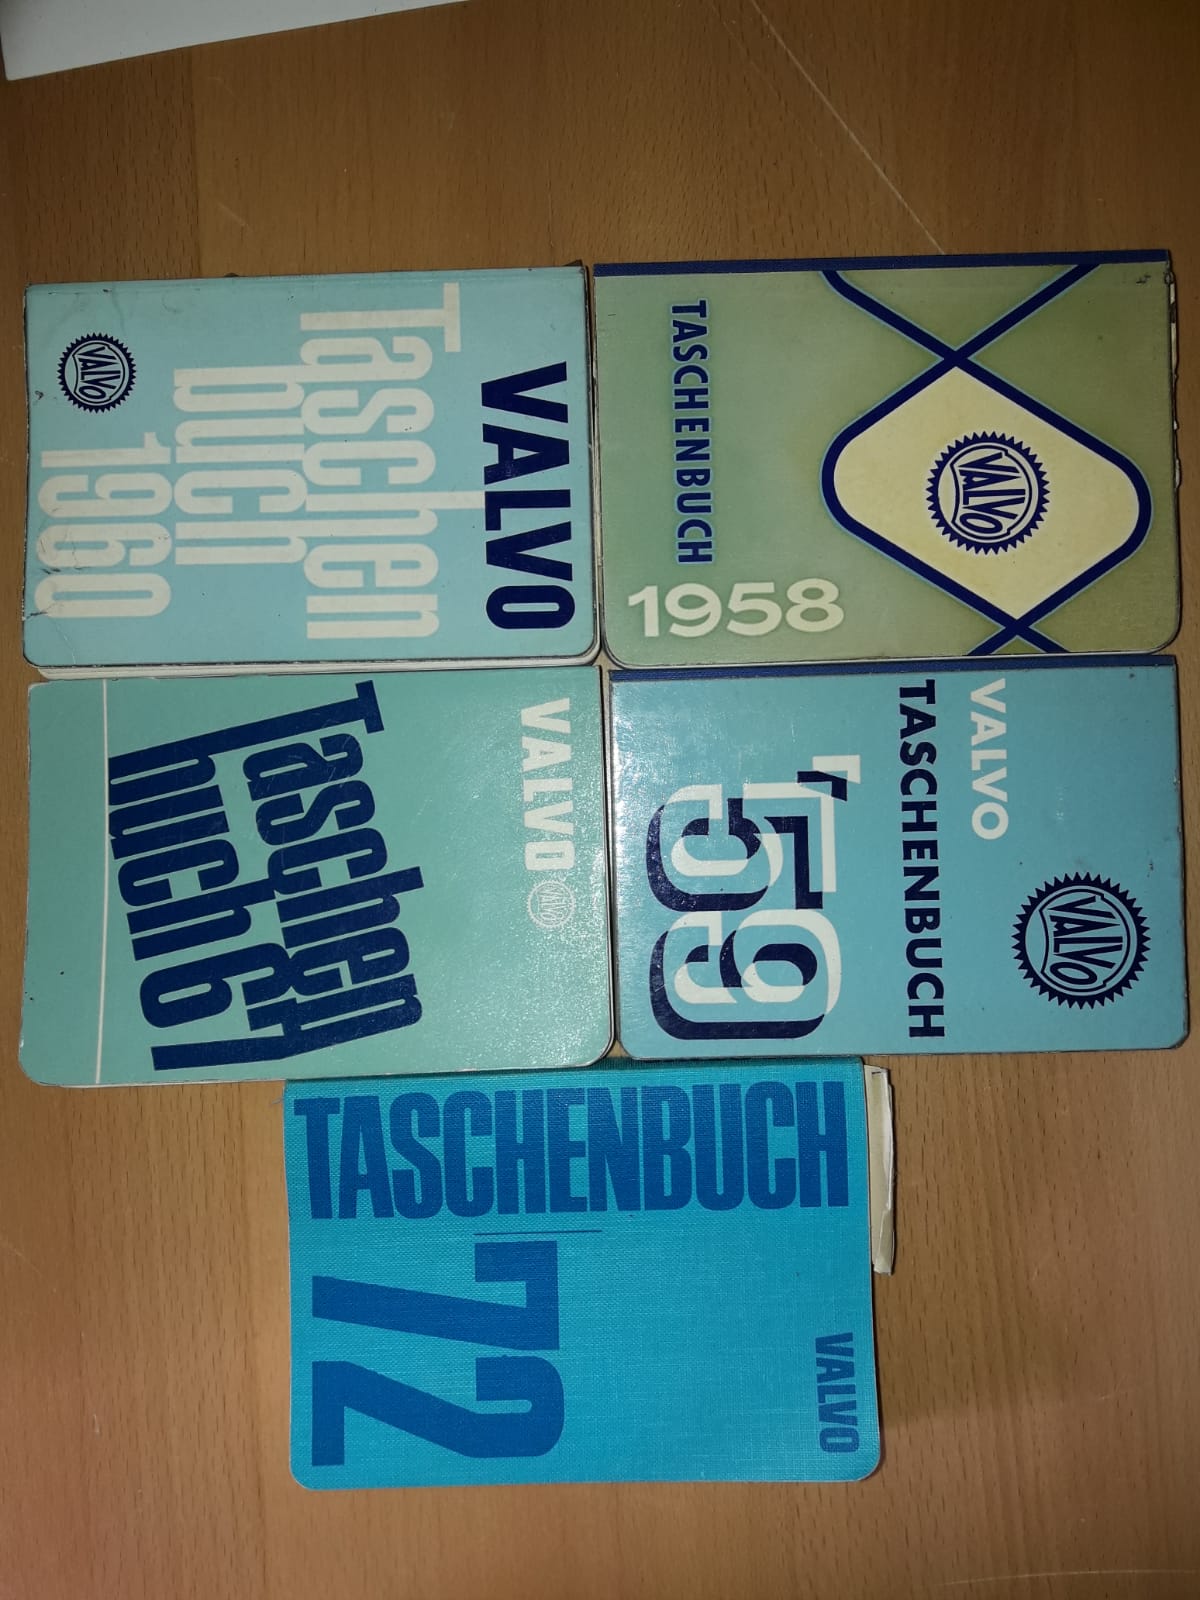 VALVO
Taschen
buch
1960
VALVO
VALVO
TASCHENBUCH
1958
VALVO VALVO
Taschen
buch 61
VALVO
VALVO
TASCHENBUCH
'59
TASCHENBUCH
72
VALVO